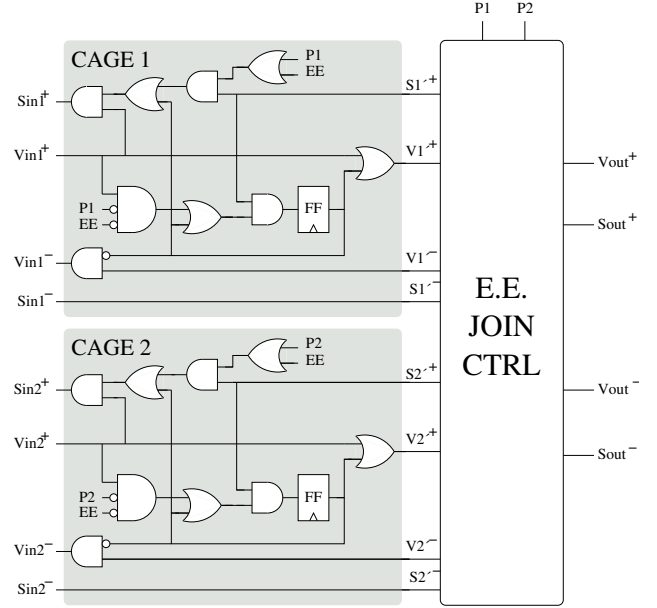 P1 P2
CAGE 1
P1
EE
Sin1+
S1´+
Vin1+
V1´+
Vout+
P1
EE
FF
Sout+
Vin1−
V1´−
S1´−
Sin1−
E.E.
JOIN
CTRL
CAGE 2
P2
EE
Sin2+
S2´+
Vout-
Vin2+
V2´+
Sout−
P2
EE
FF
Vin2−
V2´−
S2´−
Sin2−